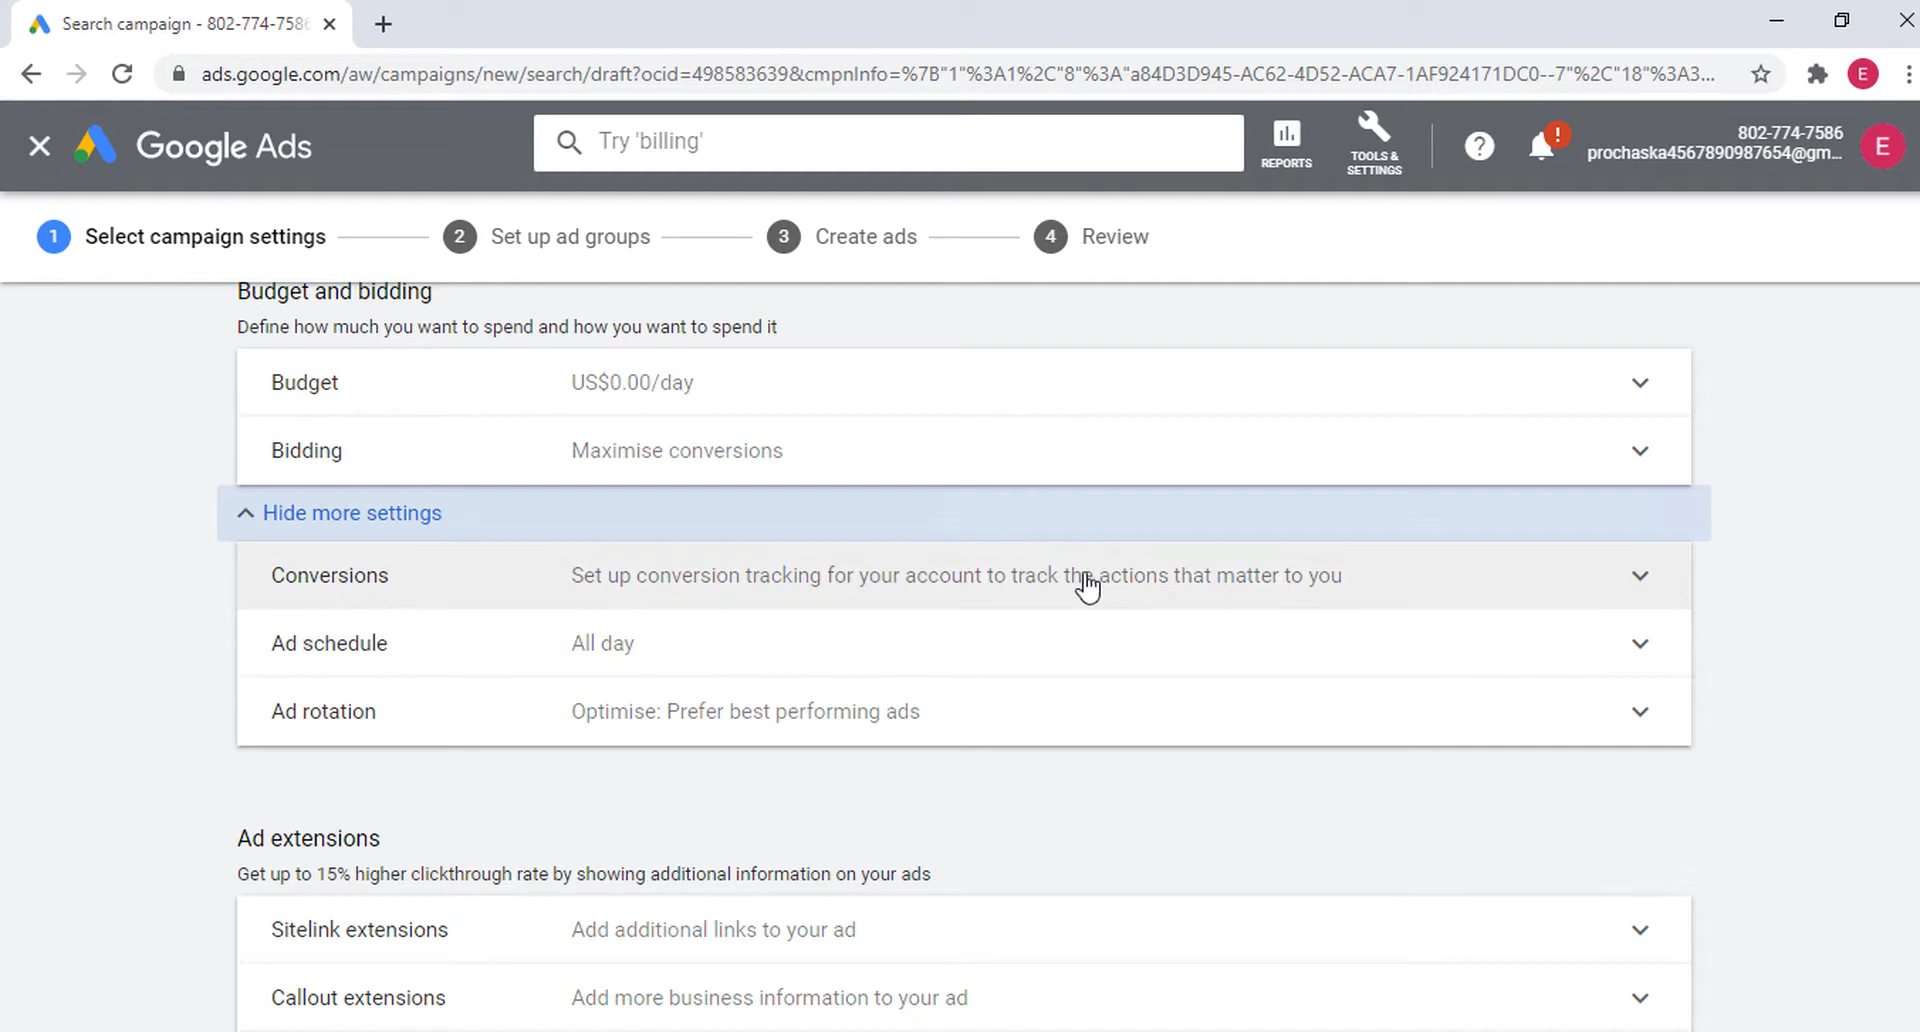 Search campaign - 802-774-7586
ads.google.com/aw/campaigns/new/search/draft?ocid=498583639&cmpnInfo=%7B"1"%3A1%2C"8"%3A"a84D3D945-AC62-4D52-ACA7-1AF924171DC0--7"%2C"18"%3A3...
E
Google Ads
Try 'billing'
REPORTS
TOOLS &
SETTINGS
?
!
802-774-7586
prochaska4567890987654@gm...
E
1 Select campaign settings
2 Set up ad groups
3 Create ads
4 Review
Budget and bidding
Define how much you want to spend and how you want to spend it
Budget US$0.00/day
Bidding Maximise conversions
Hide more settings
Conversions Set up conversion tracking for your account to track the actions that matter to you
Ad schedule All day
Ad rotation Optimise: Prefer best performing ads
Ad extensions
Get up to 15% higher clickthrough rate by showing additional information on your ads
Sitelink extensions Add additional links to your ad
Callout extensions Add more business information to your ad